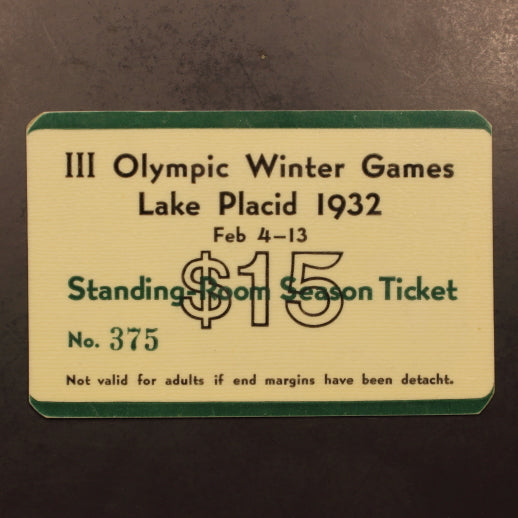 III Olympic Winter Games
Lake Placid 1932
Feb 4–13
$15
Standing-Room Season Ticket
No. 375
Not valid for adults if end margins have been detacht.